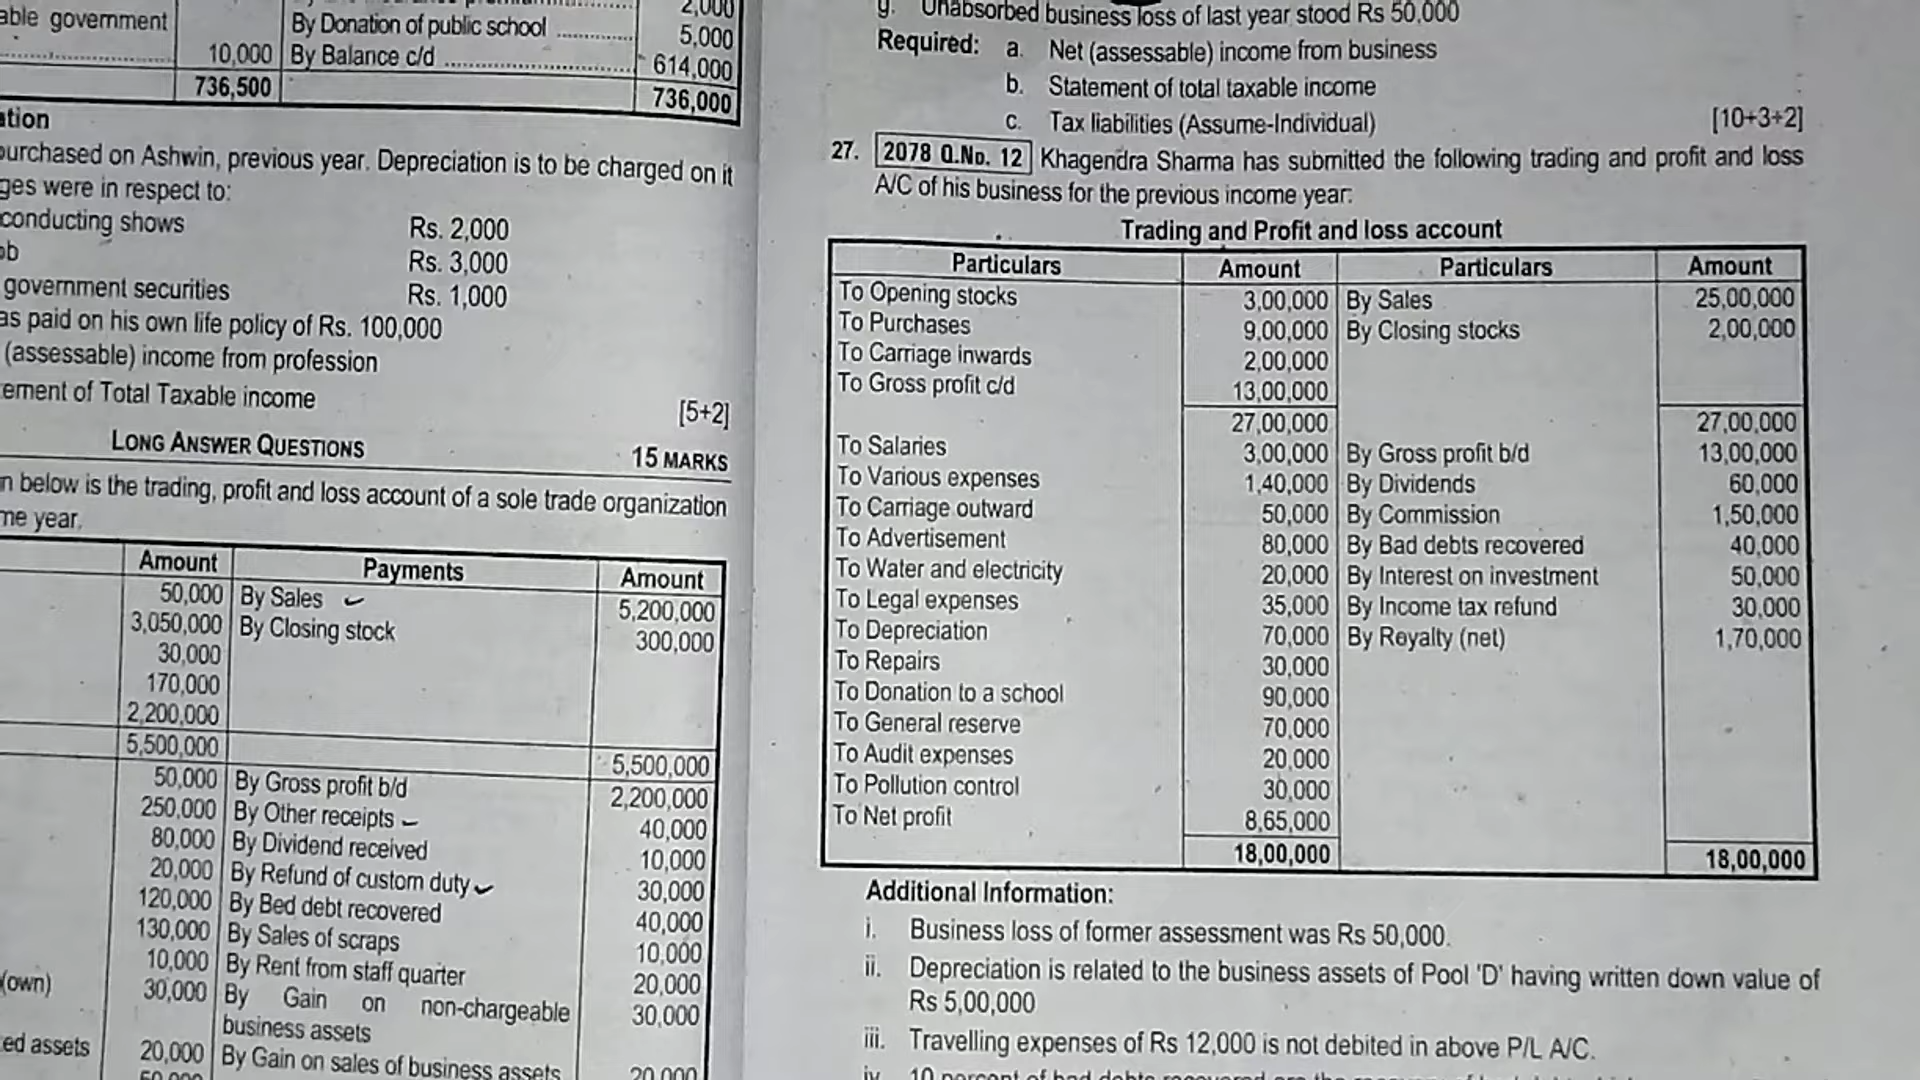 able government
By Donation of public school
2,000
5,000
10,000 By Balance c/d 614,000
736,500 736,000
ation
purchased on Ashwin, previous year. Depreciation is to be charged on it
ges were in respect to:
conducting shows Rs. 2,000
ob Rs. 3,000
government securities Rs. 1,000
as paid on his own life policy of Rs. 100,000
(assessable) income from profession
ement of Total Taxable income
[5+2]
LONG ANSWER QUESTIONS 15 MARKS
n below is the trading, profit and loss account of a sole trade organization
me year.
Amount Payments Amount
50,000 By Sales 5,200,000
3,050,000 By Closing stock 300,000
30,000
170,000
2,200,000
5,500,000 5,500,000
50,000 By Gross profit b/d 2,200,000
250,000 By Other receipts 40,000
80,000 By Dividend received 10,000
20,000 By Refund of custom duty 30,000
120,000 By Bed debt recovered 40,000
130,000 By Sales of scraps 10,000
10,000 By Rent from staff quarter 20,000
(own) 30,000 By Gain on non-chargeable 30,000
business assets
ed assets 20,000 By Gain on sales of business assets 20,000
g. Unabsorbed business loss of last year stood Rs 50,000
Required: a. Net (assessable) income from business
b. Statement of total taxable income
c. Tax liabilities (Assume-Individual) [10+3+2]
27. 2078 Q.No. 12 Khagendra Sharma has submitted the following trading and profit and loss
A/C of his business for the previous income year:
Trading and Profit and loss account
Particulars Amount Particulars Amount
To Opening stocks 3,00,000 By Sales 25,00,000
To Purchases 9,00,000 By Closing stocks 2,00,000
To Carriage inwards 2,00,000
To Gross profit c/d 13,00,000
27,00,000 27,00,000
To Salaries 3,00,000 By Gross profit b/d 13,00,000
To Various expenses 1,40,000 By Dividends 60,000
To Carriage outward 50,000 By Commission 1,50,000
To Advertisement 80,000 By Bad debts recovered 40,000
To Water and electricity 20,000 By Interest on investment 50,000
To Legal expenses 35,000 By Income tax refund 30,000
To Depreciation 70,000 By Royalty (net) 1,70,000
To Repairs 30,000
To Donation to a school 90,000
To General reserve 70,000
To Audit expenses 20,000
To Pollution control 30,000
To Net profit 8,65,000
18,00,000 18,00,000
Additional Information:
i. Business loss of former assessment was Rs 50,000.
ii. Depreciation is related to the business assets of Pool 'D' having written down value of
Rs 5,00,000
iii. Travelling expenses of Rs 12,000 is not debited in above P/L A/C.
iv. 10 percent of bad debts